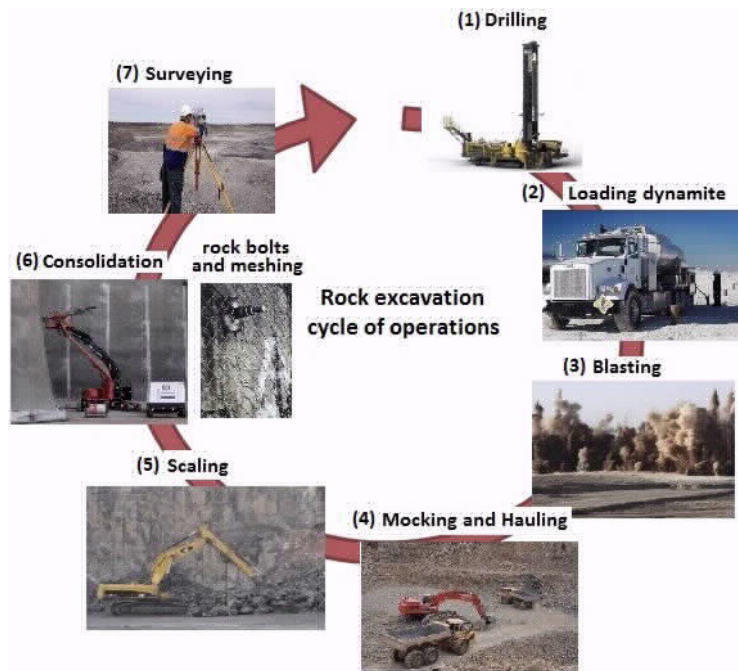 (1) Drilling
(7) Surveying
(2) Loading dynamite
(6) Consolidation
rock bolts
and meshing
Rock excavation
cycle of operations
(3) Blasting
(5) Scaling
(4) Mocking and Hauling